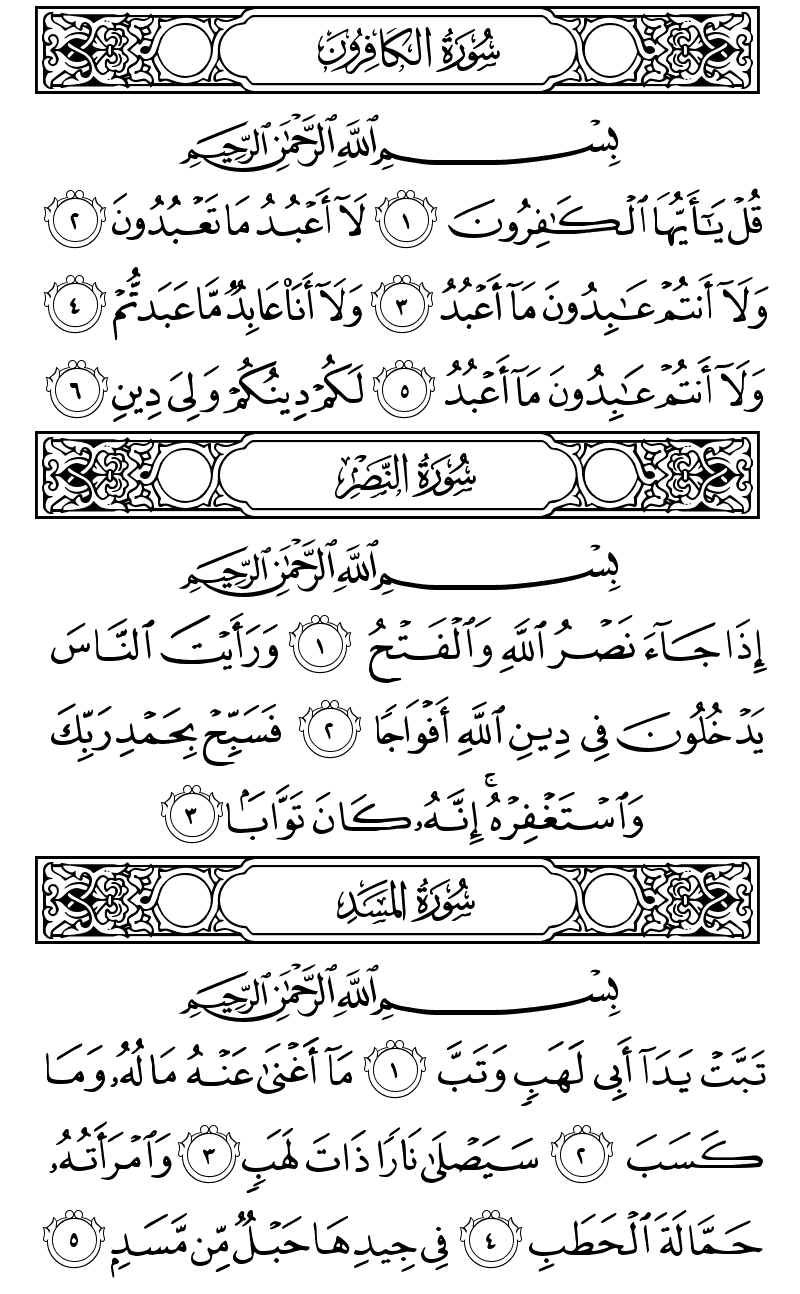 سُورَةُ الكَافِرُونَ
بِسْمِ ٱللَّهِ ٱلرَّحْمَٰنِ ٱلرَّحِيمِ
قُلْ يَـٰٓأَيُّهَا ٱلْكَـٰفِرُونَ ١ لَآ أَعْبُدُ مَا تَعْبُدُونَ ٢
وَلَآ أَنتُمْ عَـٰبِدُونَ مَآ أَعْبُدُ ٣ وَلَآ أَنَا۠ عَابِدٌ مَّا عَبَدتُّمْ ٤
وَلَآ أَنتُمْ عَـٰبِدُونَ مَآ أَعْبُدُ ٥ لَكُمْ دِينُكُمْ وَلِىَ دِينِ ٦
سُورَةُ النَّصْرِ
بِسْمِ ٱللَّهِ ٱلرَّحْمَٰنِ ٱلرَّحِيمِ
إِذَا جَآءَ نَصْرُ ٱللَّهِ وَٱلْفَتْحُ ١ وَرَأَيْتَ ٱلنَّاسَ
يَدْخُلُونَ فِى دِينِ ٱللَّهِ أَفْوَاجًا ٢ فَسَبِّحْ بِحَمْدِ رَبِّكَ
وَٱسْتَغْفِرْهُ ۚ إِنَّهُۥ كَانَ تَوَّابًۢا ٣
سُورَةُ المَسَدِ
بِسْمِ ٱللَّهِ ٱلرَّحْمَٰنِ ٱلرَّحِيمِ
تَبَّتْ يَدَآ أَبِى لَهَبٍ وَتَبَّ ١ مَآ أَغْنَىٰ عَنْهُ مَالُهُۥ وَمَا
كَسَبَ ٢ سَيَصْلَىٰ نَارًا ذَاتَ لَهَبٍ ٣ وَٱمْرَأَتُهُۥ
حَمَّالَةَ ٱلْحَطَبِ ٤ فِى جِيدِهَا حَبْلٌ مِّن مَّسَدٍۭ ٥